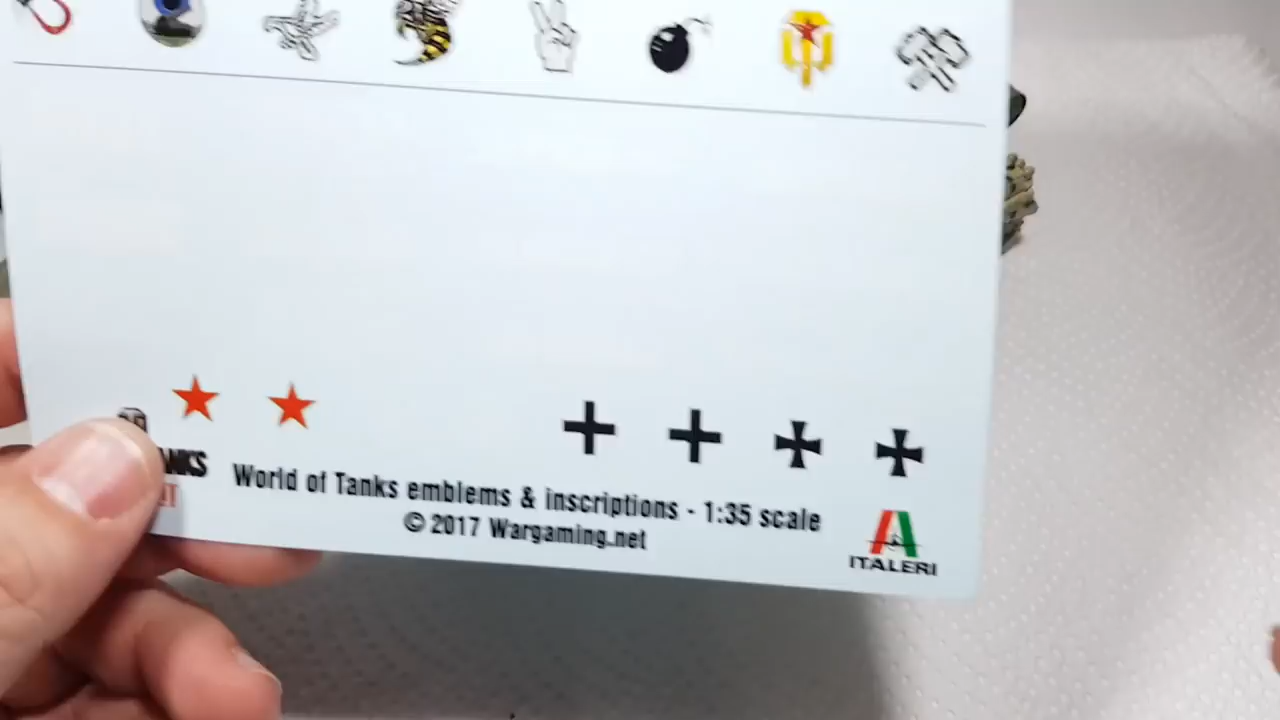 World of Tanks emblems & inscriptions - 1:35 scale
© 2017 Wargaming.net
ITALERI